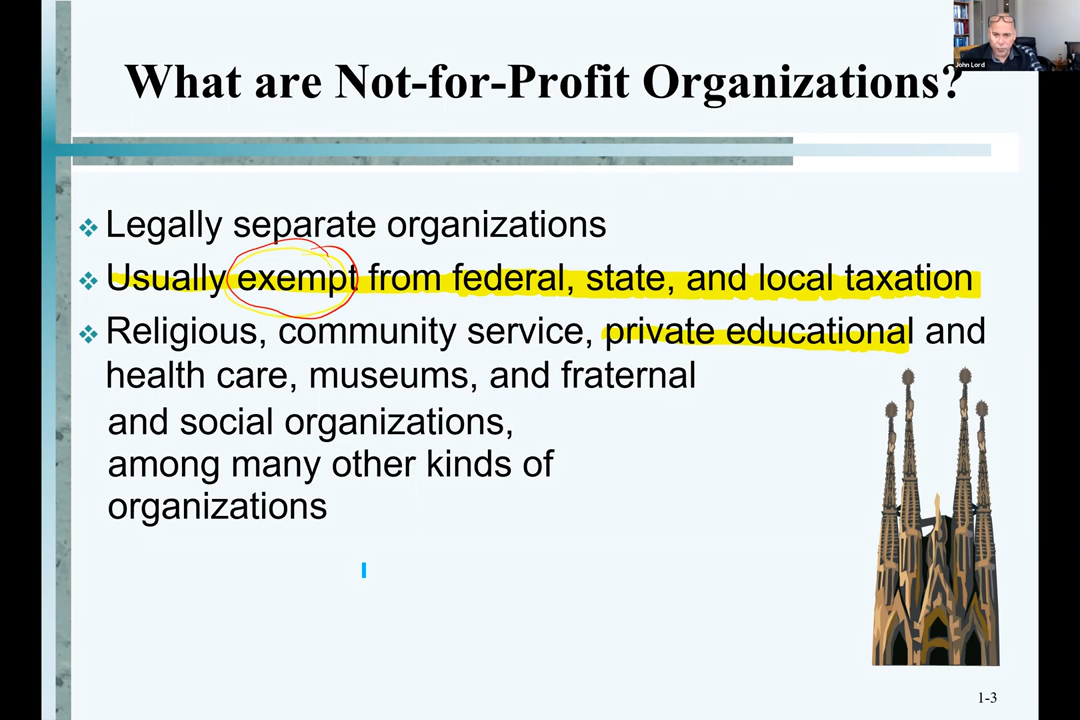 What are Not-for-Profit Organizations?
John Lord
❖ Legally separate organizations
❖ Usually exempt from federal, state, and local taxation
❖ Religious, community service, private educational and
health care, museums, and fraternal
and social organizations,
among many other kinds of
organizations
1-3